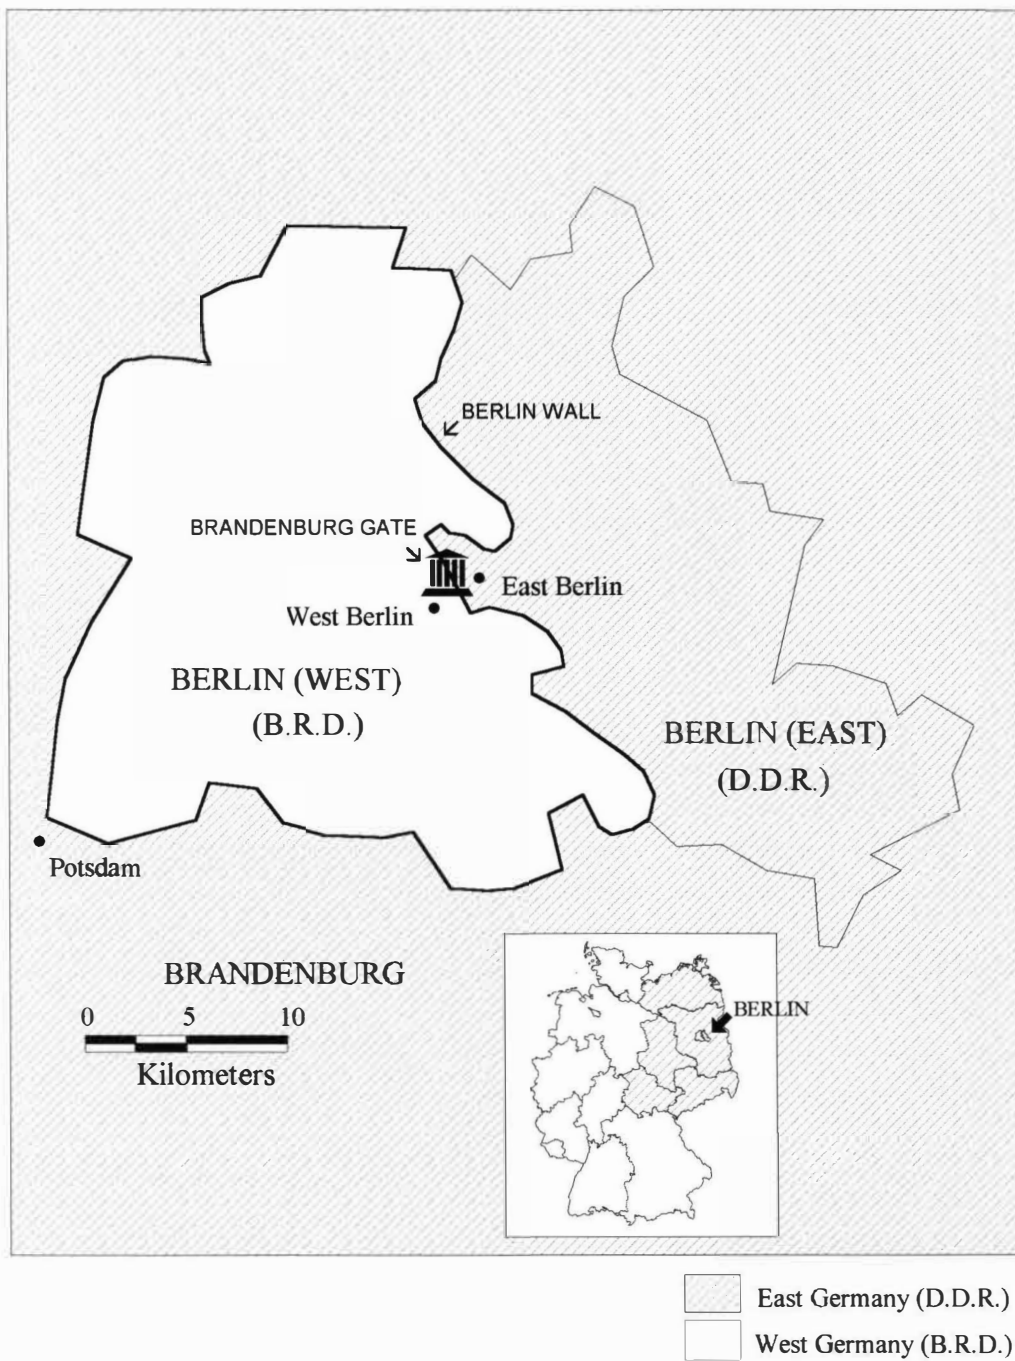 BERLIN WALL
BRANDENBURG GATE
East Berlin
West Berlin
BERLIN (WEST)
(B.R.D.)
BERLIN (EAST)
(D.D.R.)
Potsdam
BRANDENBURG
0 5 10
Kilometers
BERLIN
East Germany (D.D.R.)
West Germany (B.R.D.)